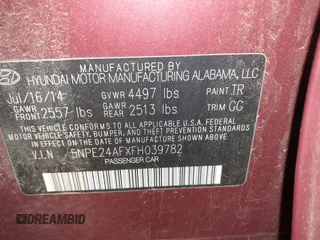 MANUFACTURED BY
HYUNDAI MOTOR MANUFACTURING ALABAMA, LLC
Jul/16/14 GVWR 4497 lbs PAINT TR
GAWR FRONT 2557 lbs GAWR REAR 2513 lbs TRIM GG
THIS VEHICLE CONFORMS TO ALL APPLICABLE FEDERAL MOTOR VEHICLE SAFETY, BUMPER, AND THEFT PREVENTION STANDARDS IN EFFECT ON THE DATE OF MANUFACTURE SHOWN ABOVE.
V.I.N 5NPE24AFXFH039782
PASSENGER CAR
DREAMBID